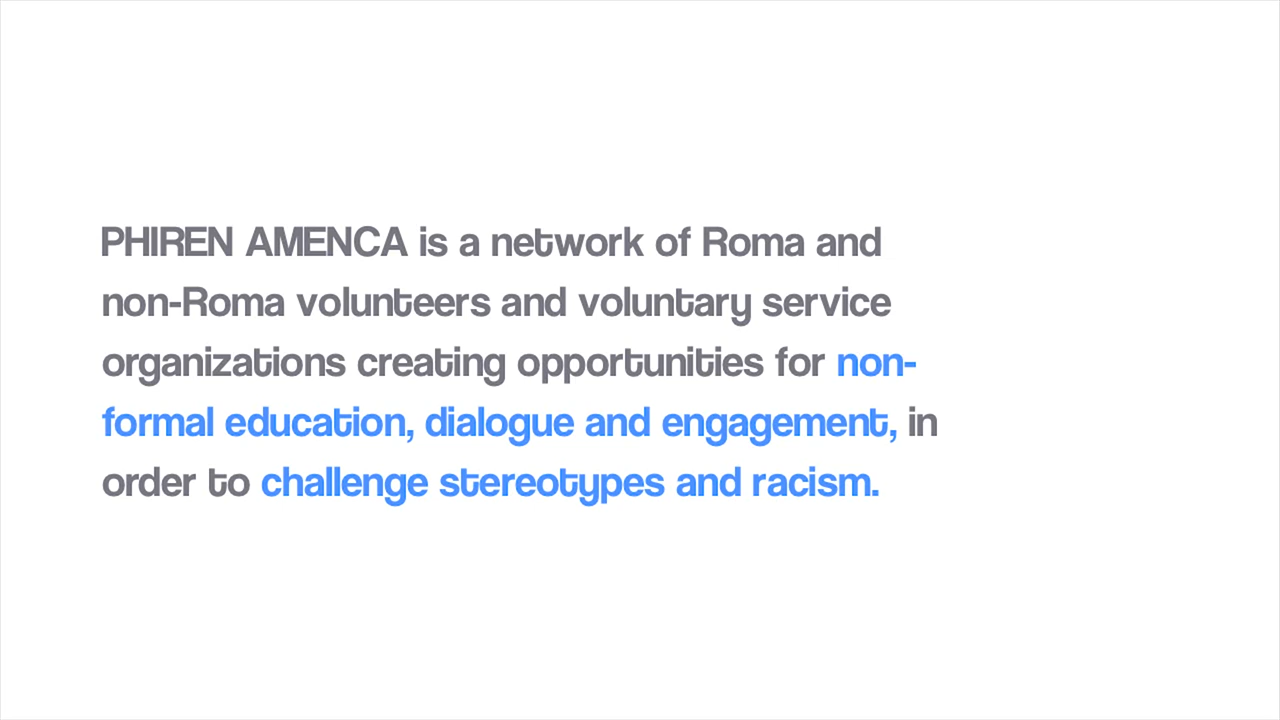 PHIREN AMENCA is a network of Roma and
non-Roma volunteers and voluntary service
organizations creating opportunities for non-
formal education, dialogue and engagement, in
order to challenge stereotypes and racism.